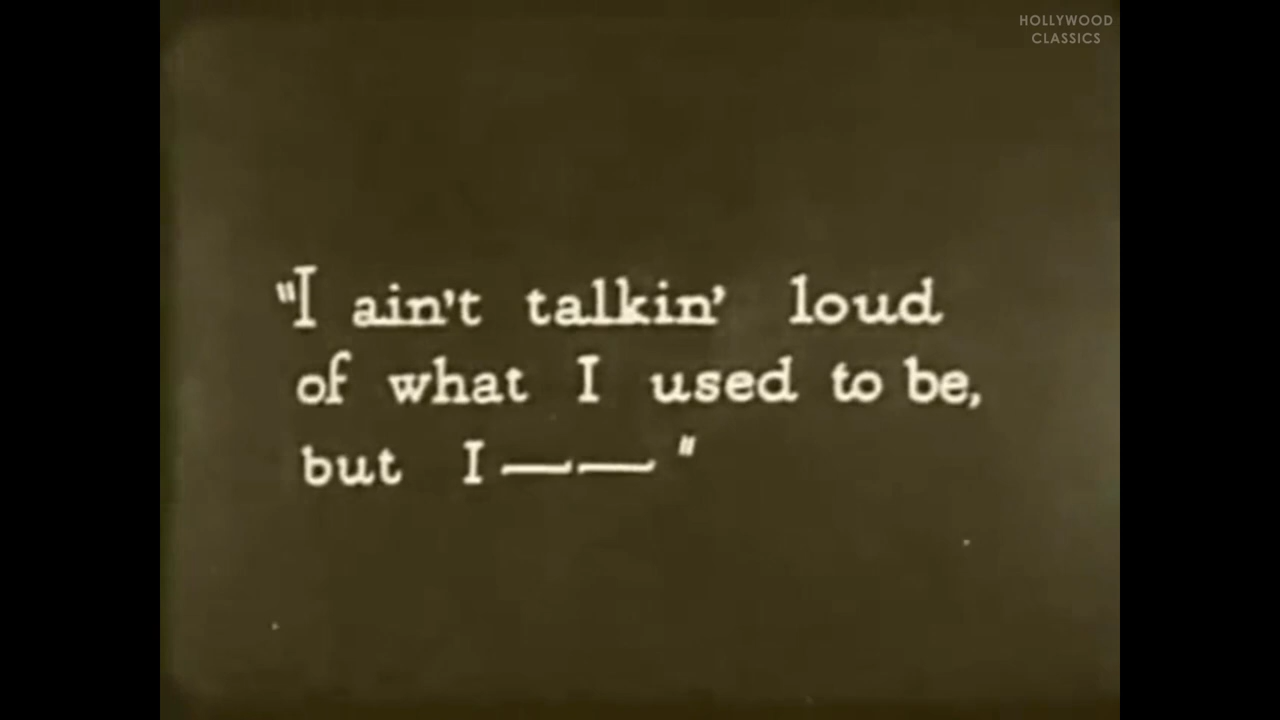 HOLLYWOOD
CLASSICS
"I ain't talkin' loud
of what I used to be,
but I —— "